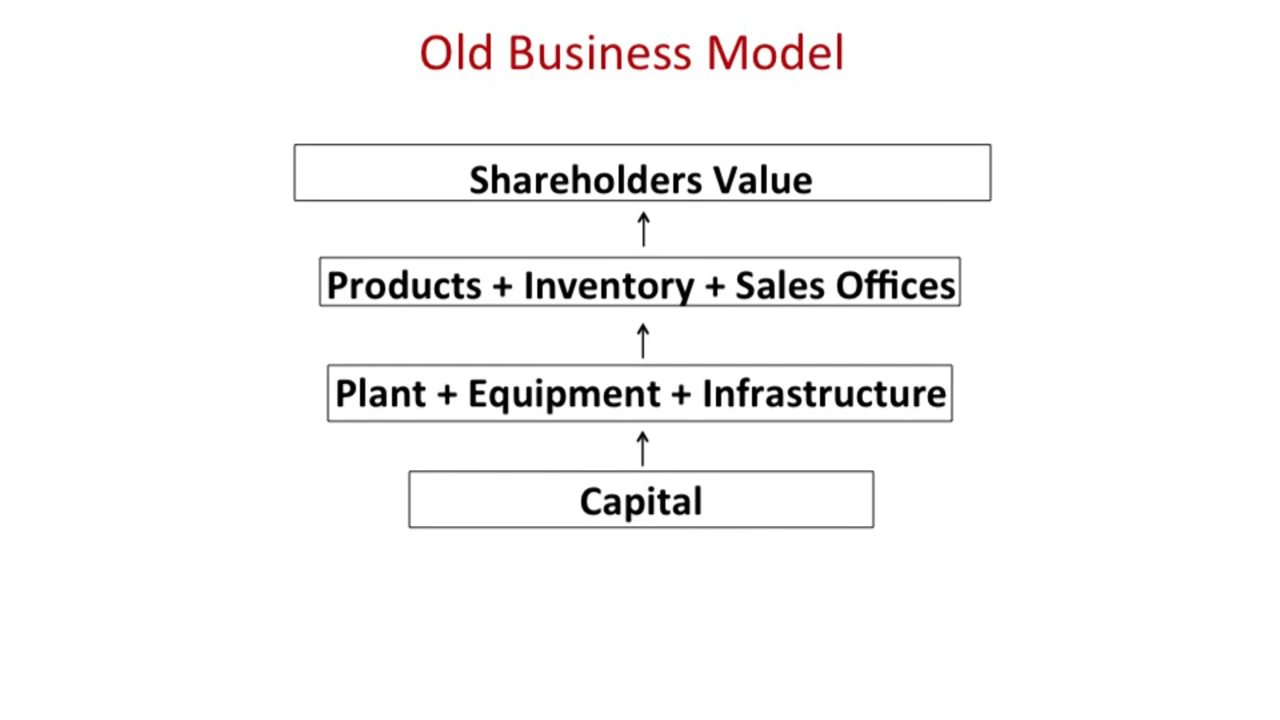 Old Business Model
Shareholders Value
Products + Inventory + Sales Offices
Plant + Equipment + Infrastructure
Capital